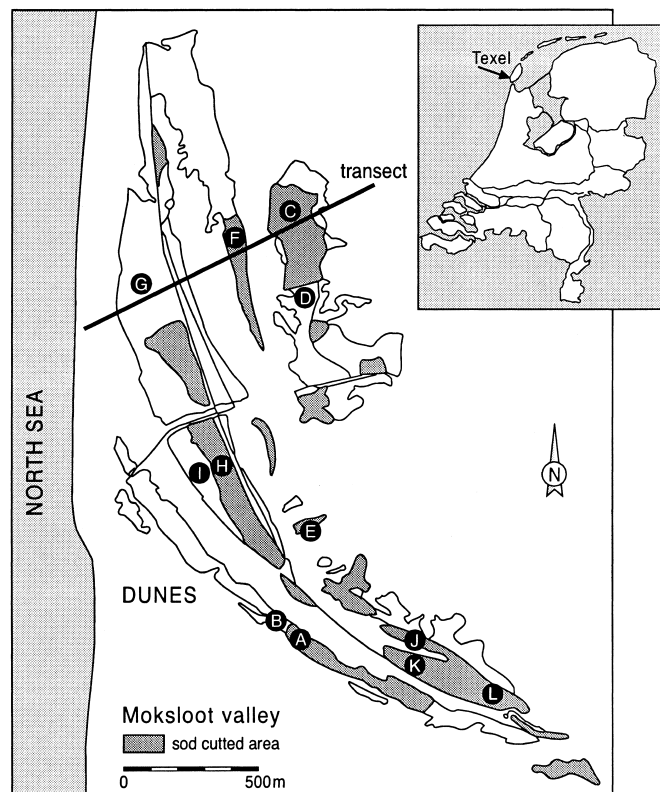 Texel
transect
C
F
G
D
NORTH SEA
N
I
H
E
DUNES
B
A
J
K
L
Moksloot valley
sod cutted area
0 500m